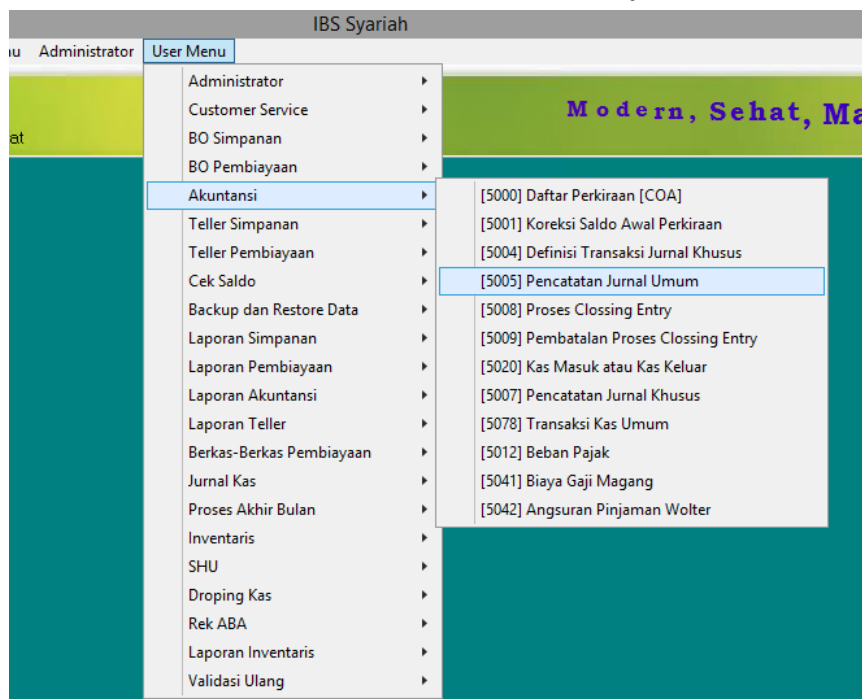 IBS Syariah
Administrator User Menu
Modern, Sehat,
Administrator
Customer Service
BO Simpanan
BO Pembiayaan
Akuntansi
Teller Simpanan
Teller Pembiayaan
Cek Saldo
Backup dan Restore Data
Laporan Simpanan
Laporan Pembiayaan
Laporan Akuntansi
Laporan Teller
Berkas-Berkas Pembiayaan
Jurnal Kas
Proses Akhir Bulan
Inventaris
SHU
Droping Kas
Rek ABA
Laporan Inventaris
Validasi Ulang
[5000] Daftar Perkiraan [COA]
[5001] Koreksi Saldo Awal Perkiraan
[5004] Definisi Transaksi Jurnal Khusus
[5005] Pencatatan Jurnal Umum
[5008] Proses Clossing Entry
[5009] Pembatalan Proses Clossing Entry
[5020] Kas Masuk atau Kas Keluar
[5007] Pencatatan Jurnal Khusus
[5078] Transaksi Kas Umum
[5012] Beban Pajak
[5041] Biaya Gaji Magang
[5042] Angsuran Pinjaman Wolter